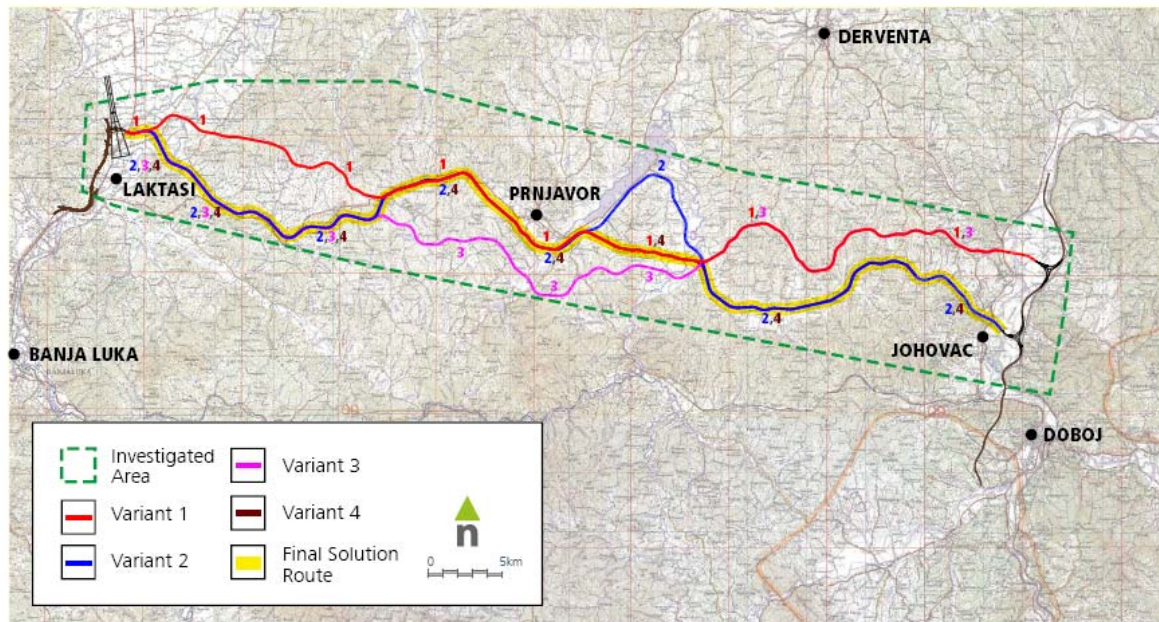 DERVENTA
1
1
2,3,4
LAKTASI
1
1
2,4
2
PRNJAVOR
2,3,4
2,3,4
1
2,4
1,4
1,3
1,3
3
3
3
2,4
2,4
JOHOVAC
BANJA LUKA
DOBOJ
Investigated
Area
Variant 1
Variant 2
Variant 3
Variant 4
Final Solution
Route
n
0 5km